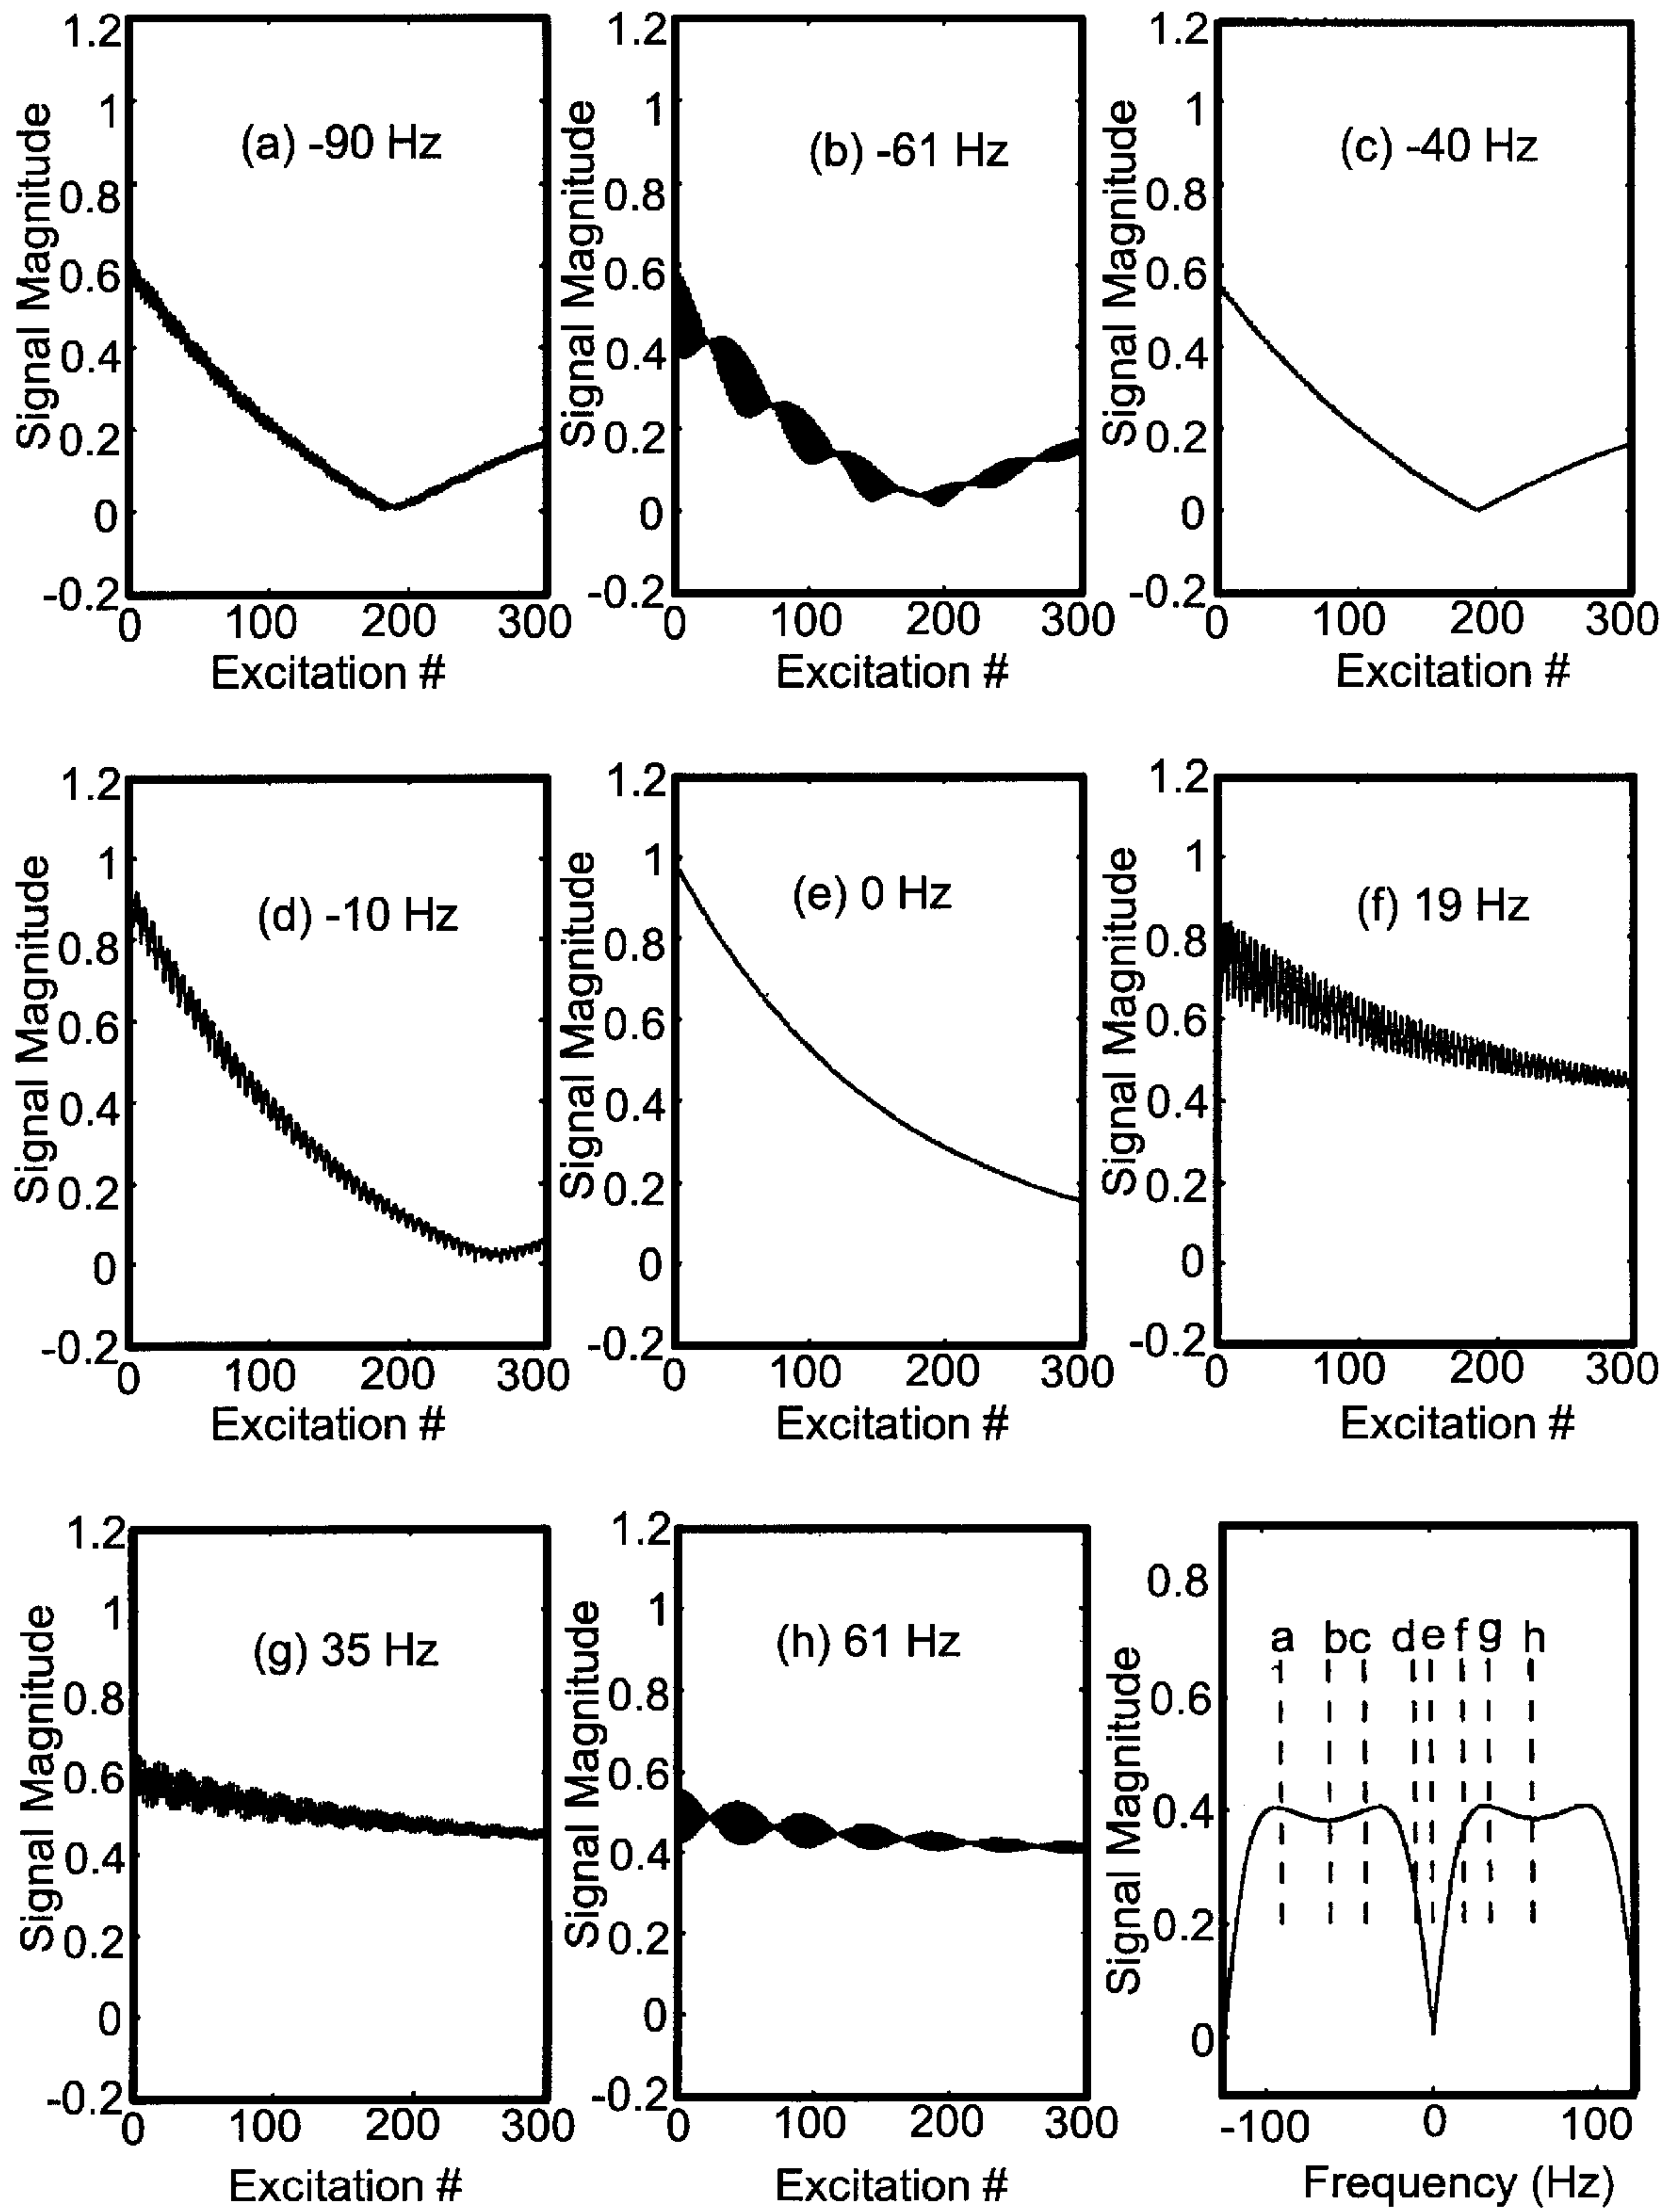 1.2 1.2 1.2
1 1 1
(a) -90 Hz (b) -61 Hz (c) -40 Hz
0.8 0.8 0.8
Signal Magnitude Signal Magnitude Signal Magnitude
0.6 0.6 0.6
0.4 0.4 0.4
0.2 0.2 0.2
0 0 0
-0.2 -0.2 -0.2
0 100 200 300 0 100 200 300 0 100 200 300
Excitation # Excitation # Excitation #
1.2 1.2 1.2
1 1 1
(d) -10 Hz (e) 0 Hz (f) 19 Hz
0.8 0.8 0.8
Signal Magnitude Signal Magnitude Signal Magnitude
0.6 0.6 0.6
0.4 0.4 0.4
0.2 0.2 0.2
0 0 0
-0.2 -0.2 -0.2
0 100 200 300 0 100 200 300 0 100 200 300
Excitation # Excitation # Excitation #
1.2 1.2
0.8
1 1
(g) 35 Hz (h) 61 Hz a b c d e f g h
0.8 0.8
Signal Magnitude Signal Magnitude Signal Magnitude
0.6 0.6 0.6
0.4 0.4 0.4
0.2 0.2 0.2
0 0 0
-0.2 -0.2
0 100 200 300 0 100 200 300 -100 0 100
Excitation # Excitation # Frequency (Hz)